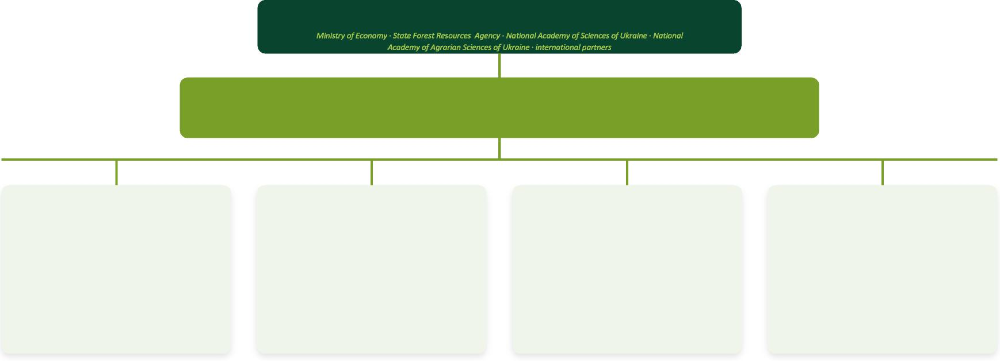 Ministry of Economy · State Forest Resources  Agency · National Academy of Sciences of Ukraine · National
Academy of Agrarian Sciences of Ukraine · international partners